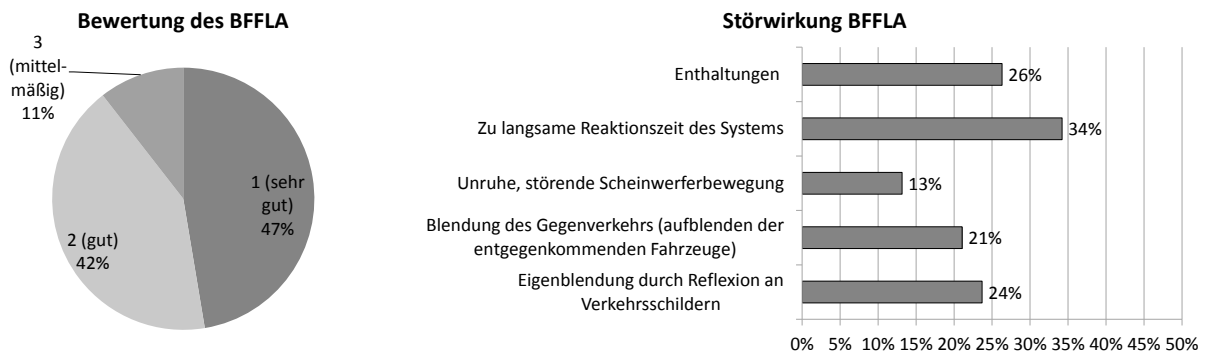 Bewertung des BFFLA
3
(mittel-
mäßig)
11%
1 (sehr
gut)
47%
2 (gut)
42%
Störwirkung BFFLA
Enthaltungen
26%
Zu langsame Reaktionszeit des Systems
34%
Unruhe, störende Scheinwerferbewegung
13%
Blendung des Gegenverkehrs (aufblenden der
entgegenkommenden Fahrzeuge)
21%
Eigenblendung durch Reflexion an
Verkehrsschildern
24%
0% 5% 10% 15% 20% 25% 30% 35% 40% 45% 50%